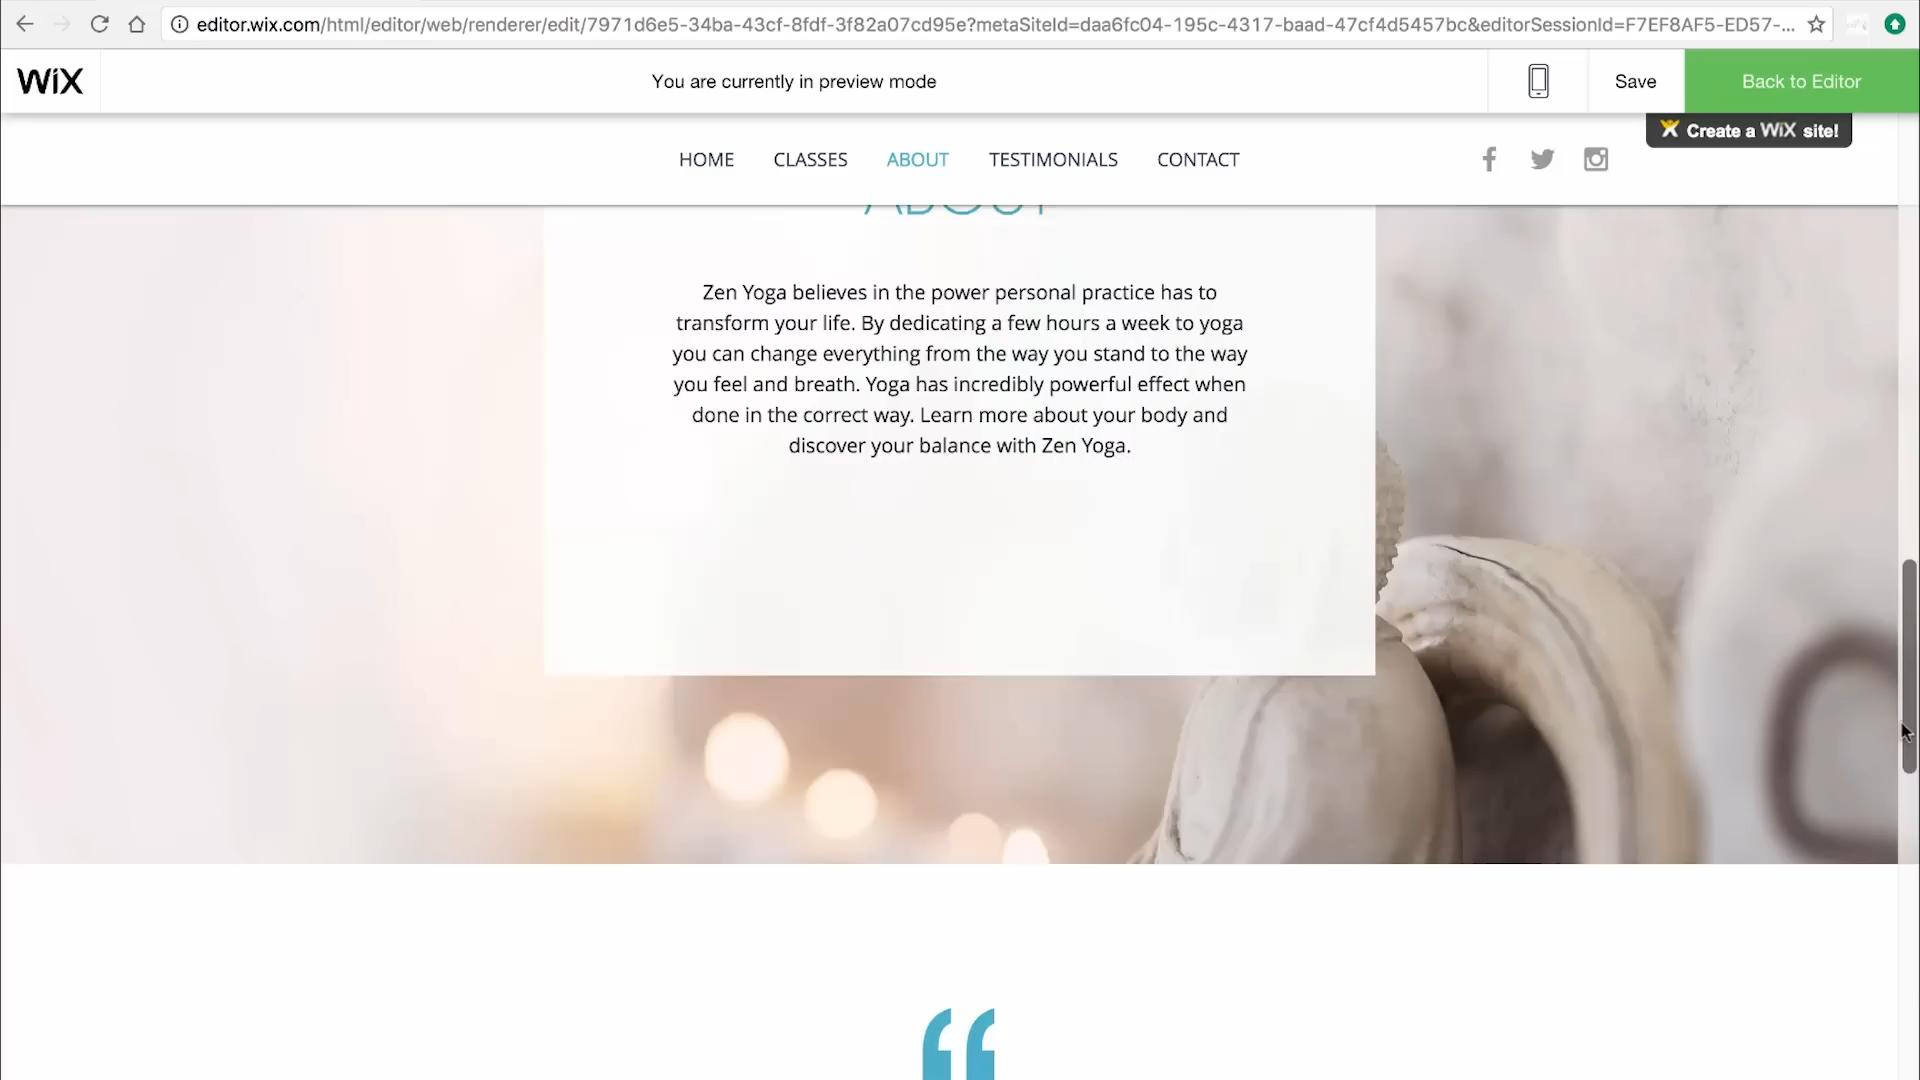 editor.wix.com/html/editor/web/renderer/edit/7971d6e5-34ba-43cf-8fdf-3f82a07cd95e?metaSiteId=daa6fc04-195c-4317-baad-47cf4d5457bc&editorSessionId=F7EF8AF5-ED57-...
WiX
You are currently in preview mode
Save
Back to Editor
Create a WiX site!
HOME CLASSES ABOUT TESTIMONIALS CONTACT
ABOUT
Zen Yoga believes in the power personal practice has to
transform your life. By dedicating a few hours a week to yoga
you can change everything from the way you stand to the way
you feel and breath. Yoga has incredibly powerful effect when
done in the correct way. Learn more about your body and
discover your balance with Zen Yoga.
“